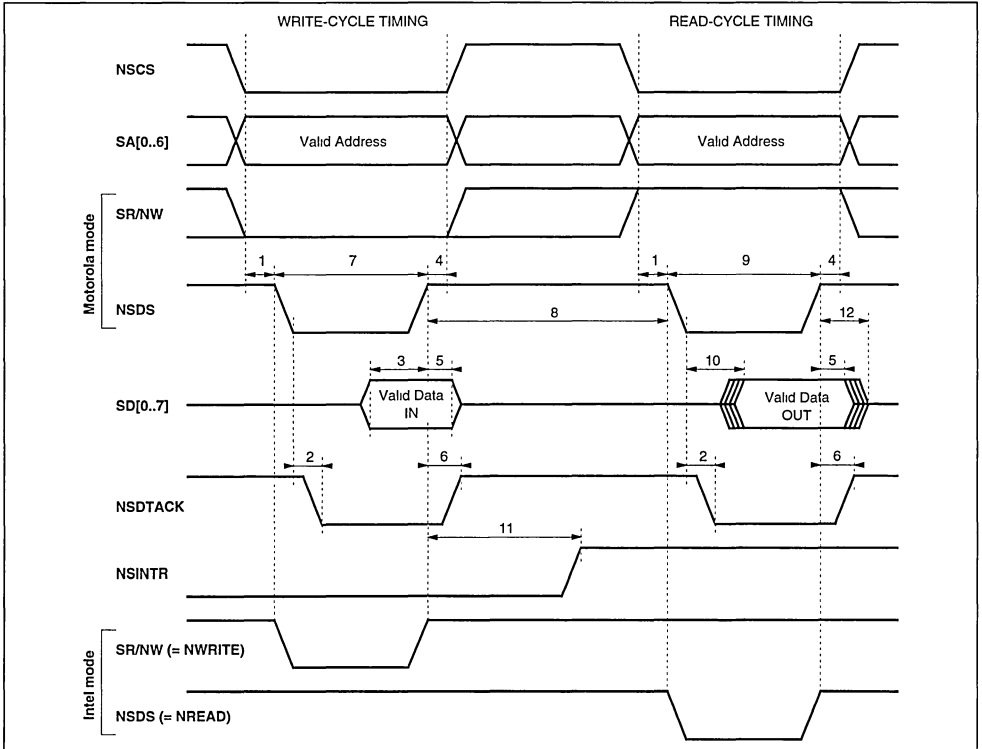 WRITE-CYCLE TIMING READ-CYCLE TIMING
NSCS
SA[0..6] Valid Address Valid Address
Motorola mode
SR/NW
1 7 4 1 9 4
NSDS
8 12
3 5 10 5
SD[0..7] Valid Data IN Valid Data OUT
2 6 2 6
NSDTACK
11
NSINTR
Intel mode
SR/NW (= NWRITE)
NSDS (= NREAD)